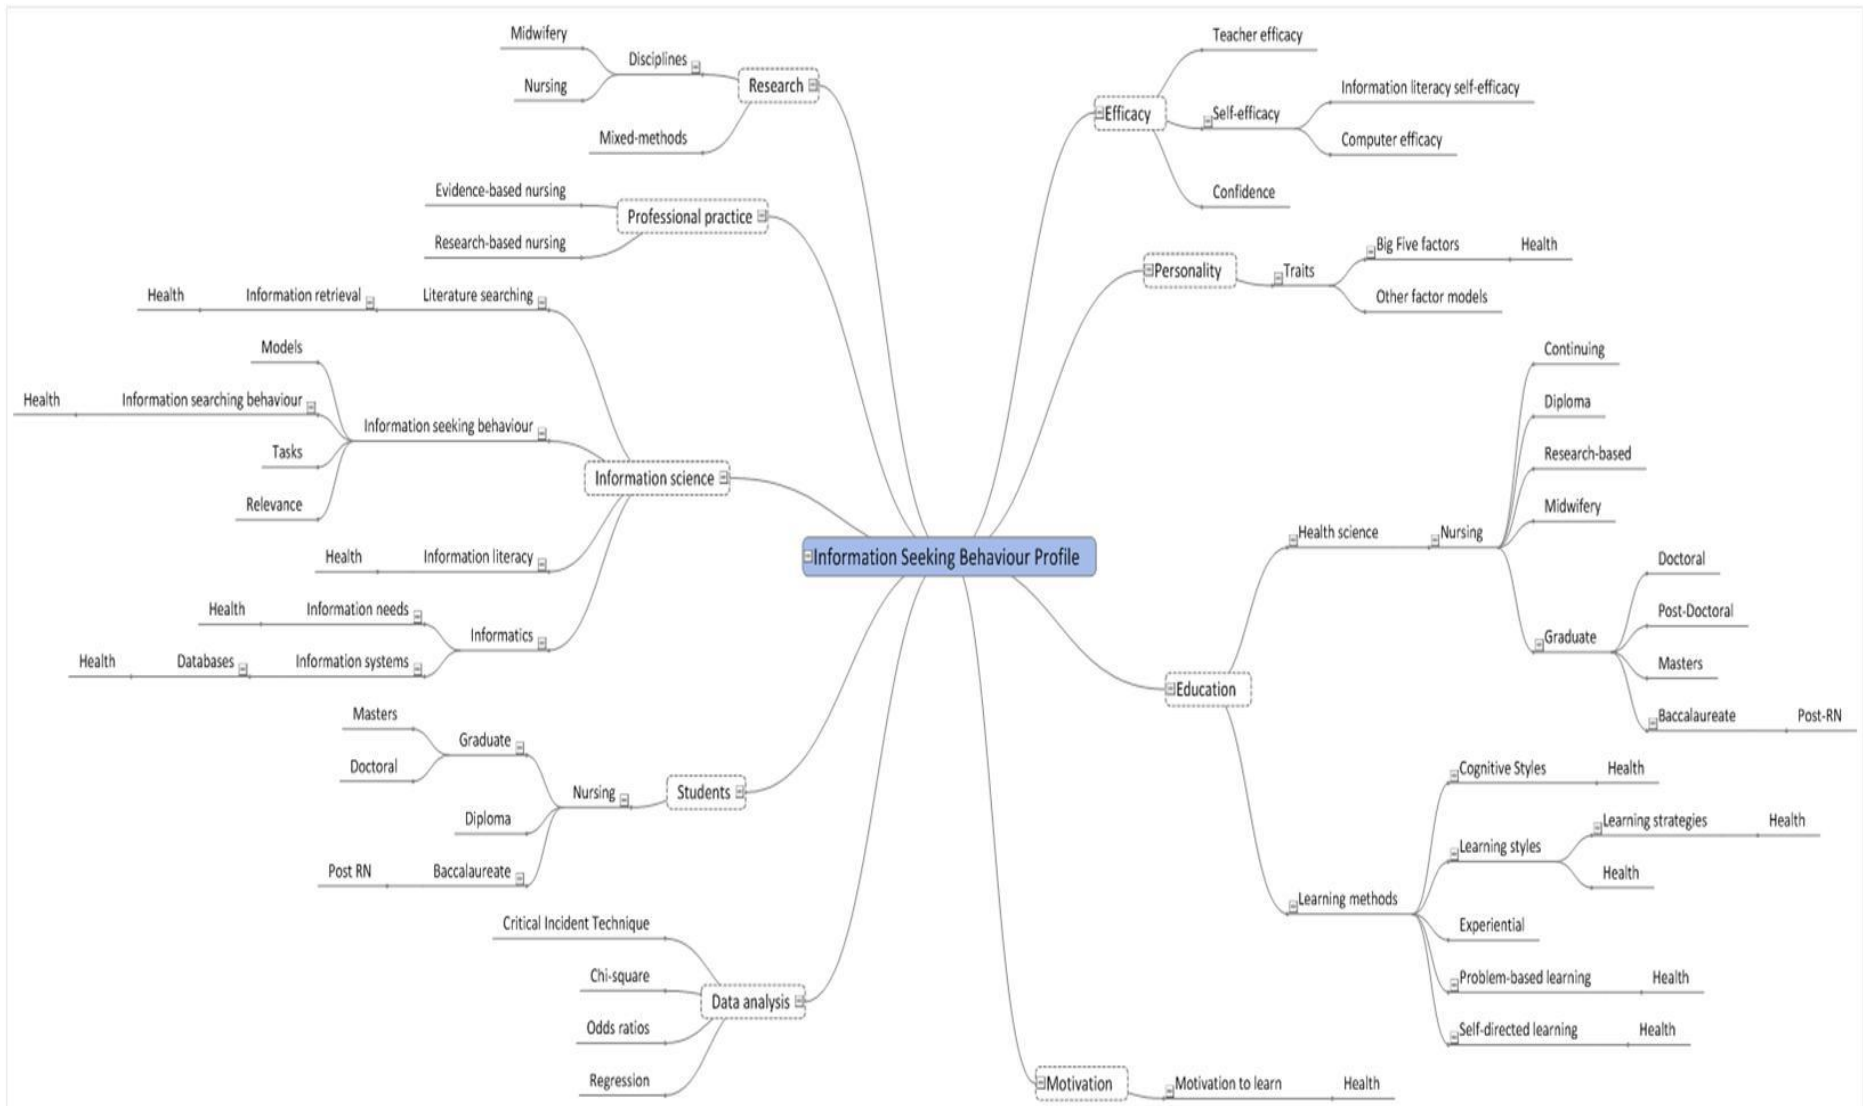 Midwifery
Disciplines
Nursing
Research
Mixed-methods
Evidence-based nursing
Professional practice
Research-based nursing
Health
Information retrieval
Literature searching
Models
Health
Information searching behaviour
Information seeking behaviour
Tasks
Relevance
Information science
Health
Information literacy
Health
Information needs
Informatics
Health
Databases
Information systems
Masters
Graduate
Doctoral
Nursing
Students
Diploma
Post RN
Baccalaureate
Critical Incident Technique
Chi-square
Data analysis
Odds ratios
Regression
Information Seeking Behaviour Profile
Teacher efficacy
Efficacy
Self-efficacy
Information literacy self-efficacy
Computer efficacy
Confidence
Personality
Traits
Big Five factors
Health
Other factor models
Continuing
Diploma
Research-based
Midwifery
Health science
Nursing
Graduate
Doctoral
Post-Doctoral
Masters
Baccalaureate
Post-RN
Education
Cognitive Styles
Health
Learning styles
Learning strategies
Health
Health
Learning methods
Experiential
Problem-based learning
Health
Self-directed learning
Health
Motivation
Motivation to learn
Health